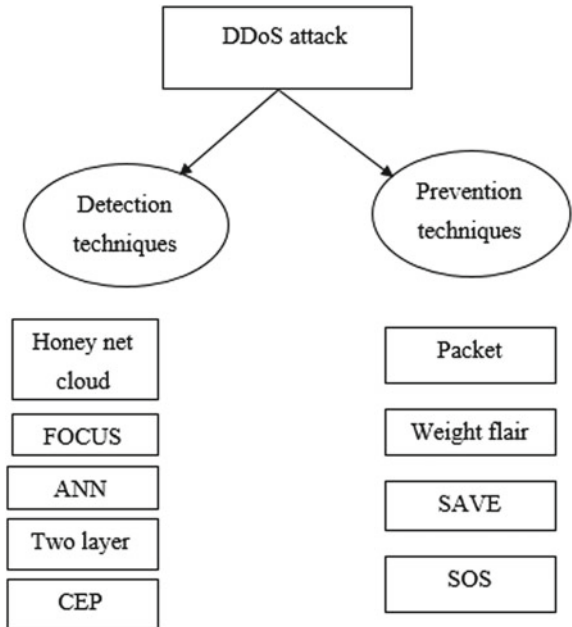 DDoS attack
Detection
techniques
Prevention
techniques
Honey net
cloud
FOCUS
ANN
Two layer
CEP
Packet
Weight flair
SAVE
SOS